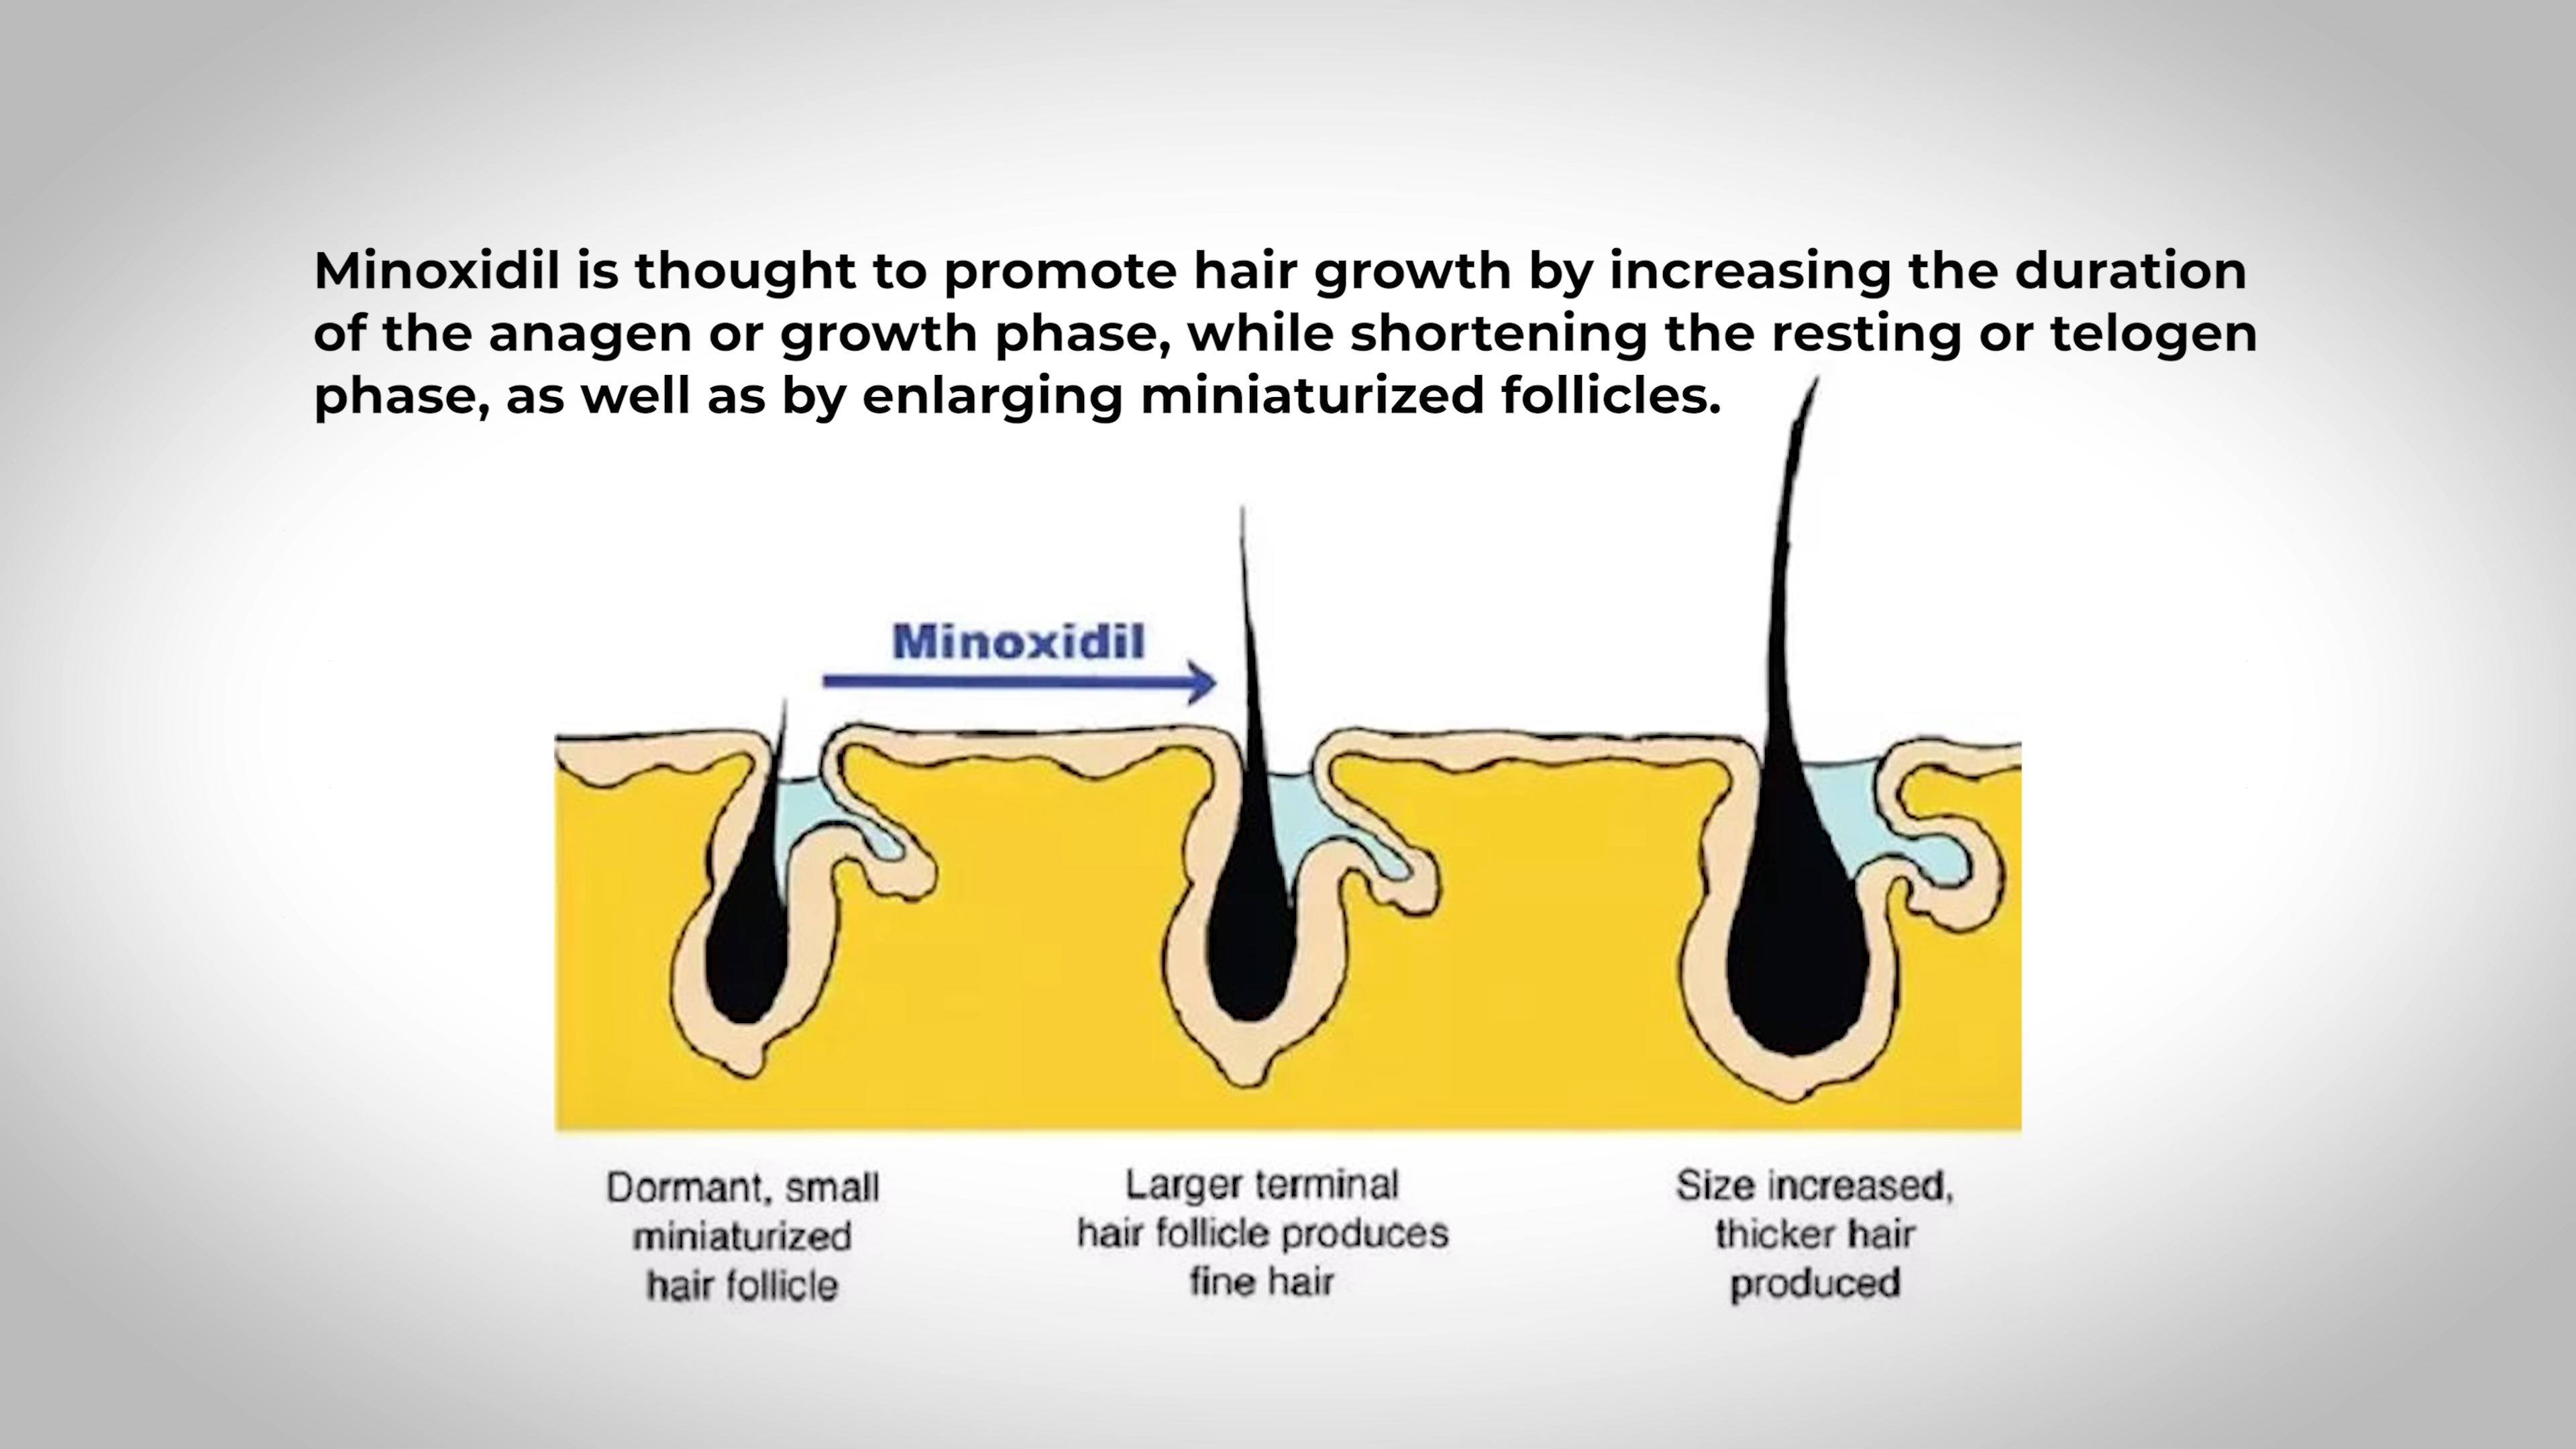 Minoxidil is thought to promote hair growth by increasing the duration
of the anagen or growth phase, while shortening the resting or telogen
phase, as well as by enlarging miniaturized follicles.
Minoxidil
Dormant, small
miniaturized
hair follicle
Larger terminal
hair follicle produces
fine hair
Size increased,
thicker hair
produced